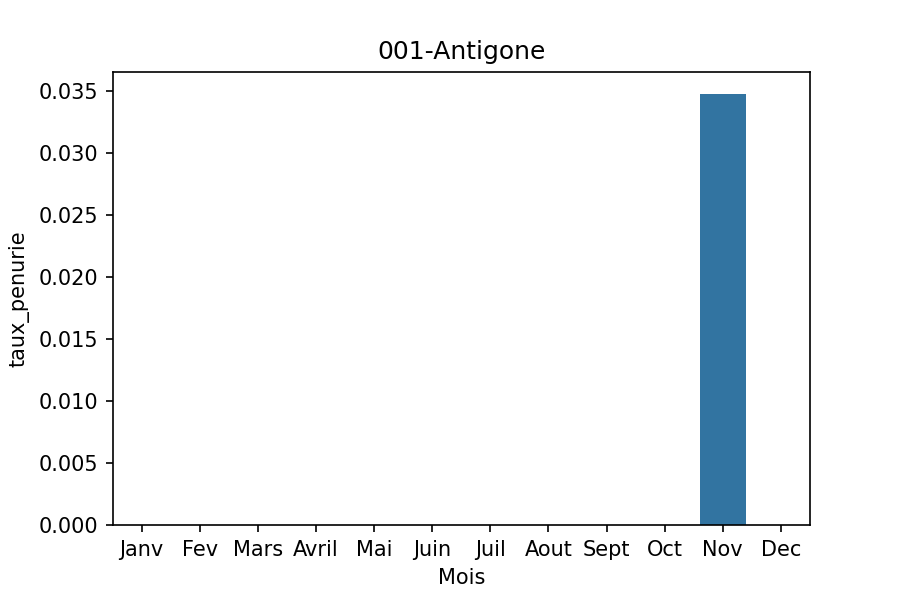 001-Antigone
0.035
0.030
0.025
0.020
0.015
0.010
0.005
0.000
taux_penurie
Janv Fev Mars Avril Mai Juin Juil Aout Sept Oct Nov Dec
Mois